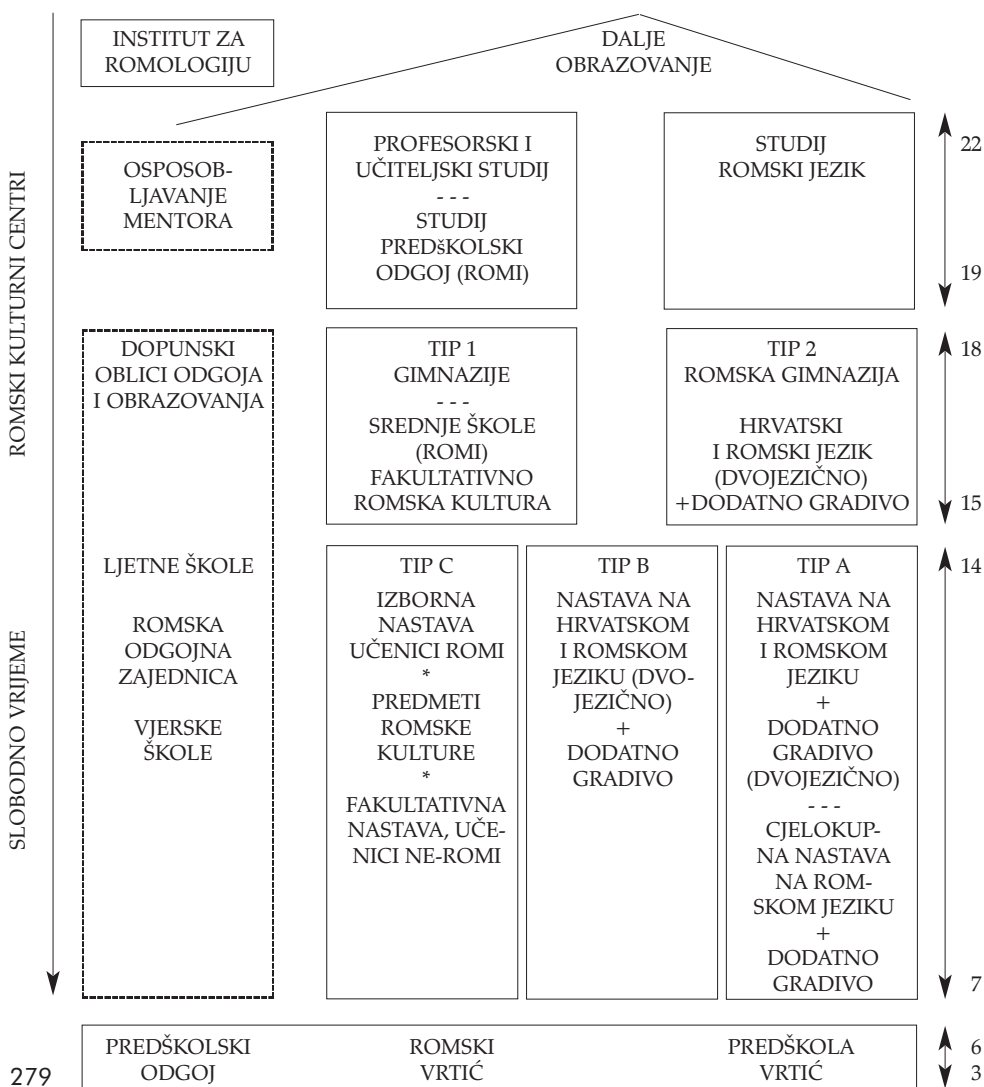 INSTITUT ZA
ROMOLOGIJU
DALJE
OBRAZOVANJE
ROMSKI KULTURNI CENTRI
SLOBODNO VRIJEME
OSPOSOB-
LJAVANJE
MENTORA
PROFESORSKI I
UČITELJSKI STUDIJ
- - -
STUDIJ
PREDšKOLSKI
ODGOJ (ROMI)
STUDIJ
ROMSKI JEZIK
22
19
DOPUNSKI
OBLICI ODGOJA
I OBRAZOVANJA
LJETNE ŠKOLE
ROMSKA
ODGOJNA
ZAJEDNICA
VJERSKE
ŠKOLE
TIP 1
GIMNAZIJE
- - -
SREDNJE ŠKOLE
(ROMI)
FAKULTATIVNO
ROMSKA KULTURA
TIP 2
ROMSKA GIMNAZIJA
HRVATSKI
I ROMSKI JEZIK
(DVOJEZIČNO)
+DODATNO GRADIVO
18
15
TIP C
IZBORNA
NASTAVA
UČENICI ROMI
*
PREDMETI
ROMSKE
KULTURE
*
FAKULTATIVNA
NASTAVA, UČE-
NICI NE-ROMI
TIP B
NASTAVA NA
HRVATSKOM
I ROMSKOM
JEZIKU (DVO-
JEZIČNO)
+
DODATNO
GRADIVO
TIP A
NASTAVA NA
HRVATSKOM
I ROMSKOM
JEZIKU
+
DODATNO
GRADIVO
(DVOJEZIČNO)
- - -
CJELOKUP-
NA NASTAVA
NA ROM-
SKOM JEZIKU
+
DODATNO
GRADIVO
14
7
PREDŠKOLSKI
ODGOJ
ROMSKI
VRTIĆ
PREDŠKOLA
VRTIĆ
6
3
279